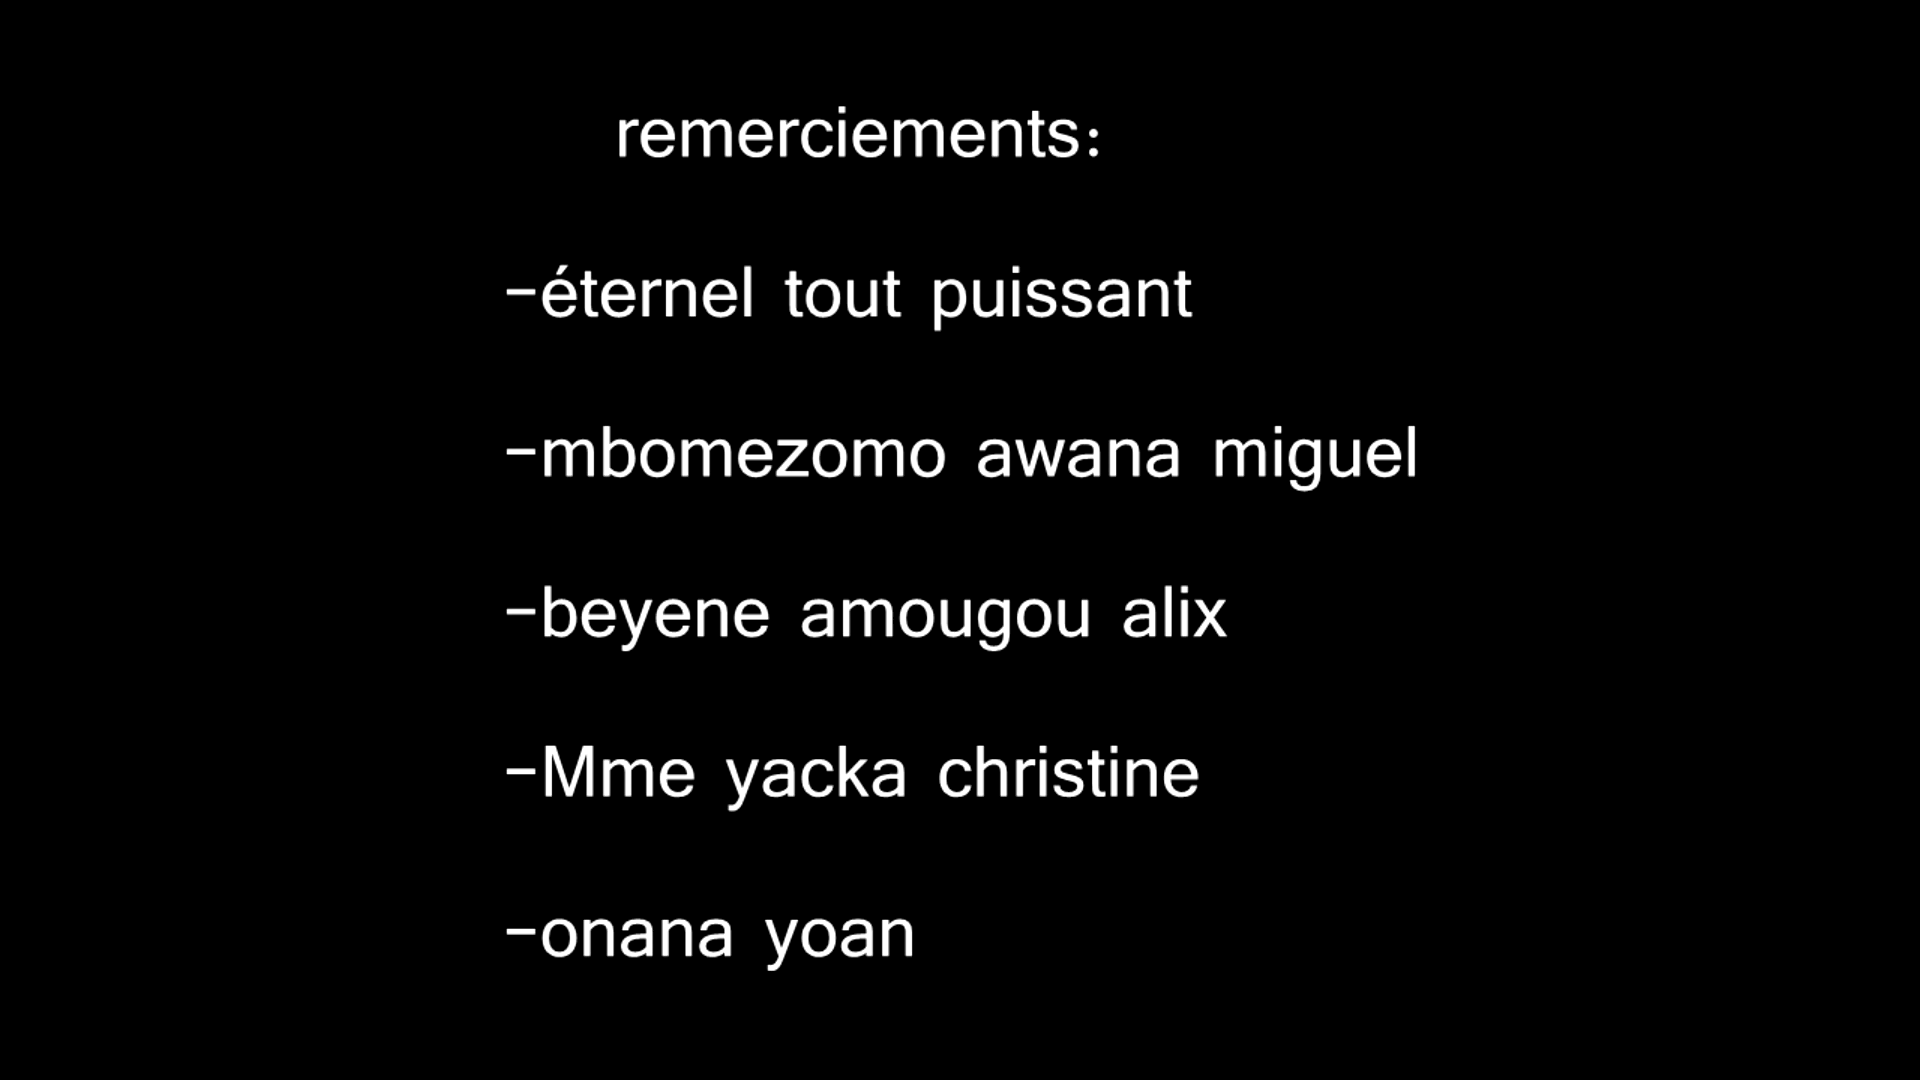 remerciements:
-éternel tout puissant
-mbomezomo awana miguel
-beyene amougou alix
-Mme yacka christine
-onana yoan